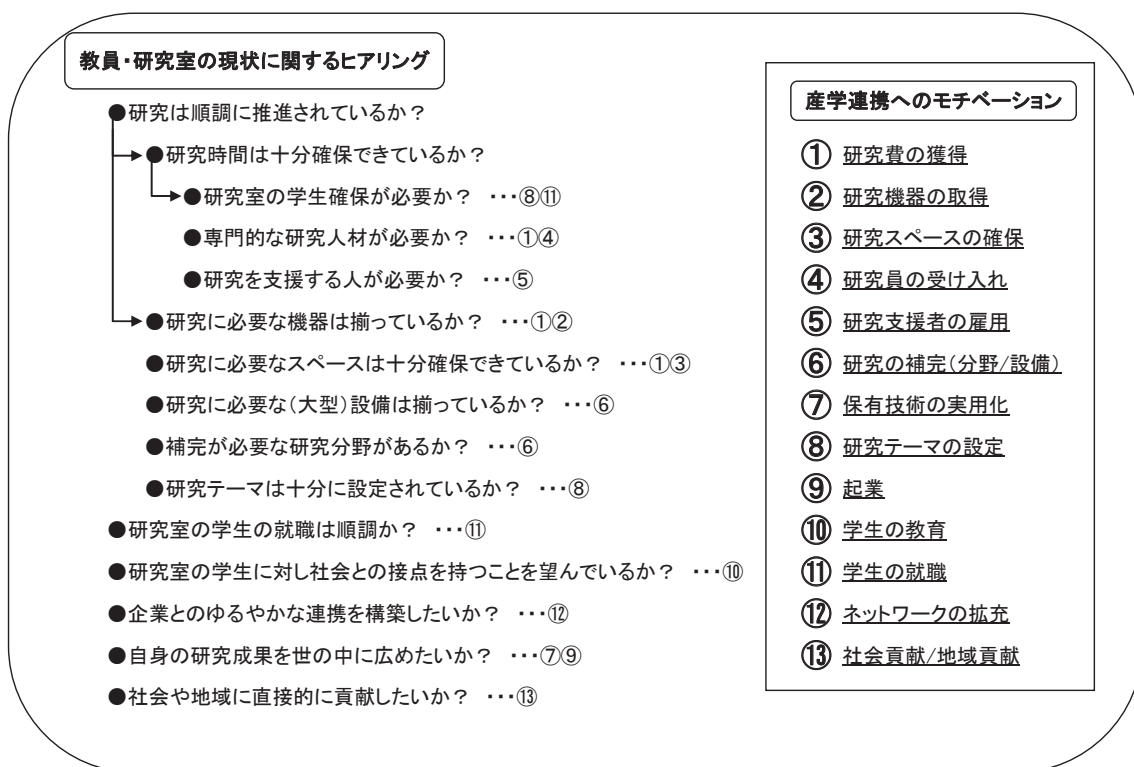 教員・研究室の現状に関するヒアリング
●研究は順調に推進されているか？
●研究時間は十分確保できているか？
●研究室の学生確保が必要か？ ・・・⑧⑪
●専門的な研究人材が必要か？ ・・・①④
●研究を支援する人が必要か？ ・・・⑤
●研究に必要な機器は揃っているか？ ・・・①②
●研究に必要なスペースは十分確保できているか？ ・・・①③
●研究に必要な（大型）設備は揃っているか？ ・・・⑥
●補完が必要な研究分野があるか？ ・・・⑥
●研究テーマは十分に設定されているか？ ・・・⑧
●研究室の学生の就職は順調か？ ・・・⑪
●研究室の学生に対し社会との接点を持つことを望んでいるか？ ・・・⑩
●企業とのゆるやかな連携を構築したいか？ ・・・⑫
●自身の研究成果を世の中に広めたいか？ ・・・⑦⑨
●社会や地域に直接的に貢献したいか？ ・・・⑬
産学連携へのモチベーション
① 研究費の獲得
② 研究機器の取得
③ 研究スペースの確保
④ 研究員の受け入れ
⑤ 研究支援者の雇用
⑥ 研究の補完（分野/設備）
⑦ 保有技術の実用化
⑧ 研究テーマの設定
⑨ 起業
⑩ 学生の教育
⑪ 学生の就職
⑫ ネットワークの拡充
⑬ 社会貢献/地域貢献